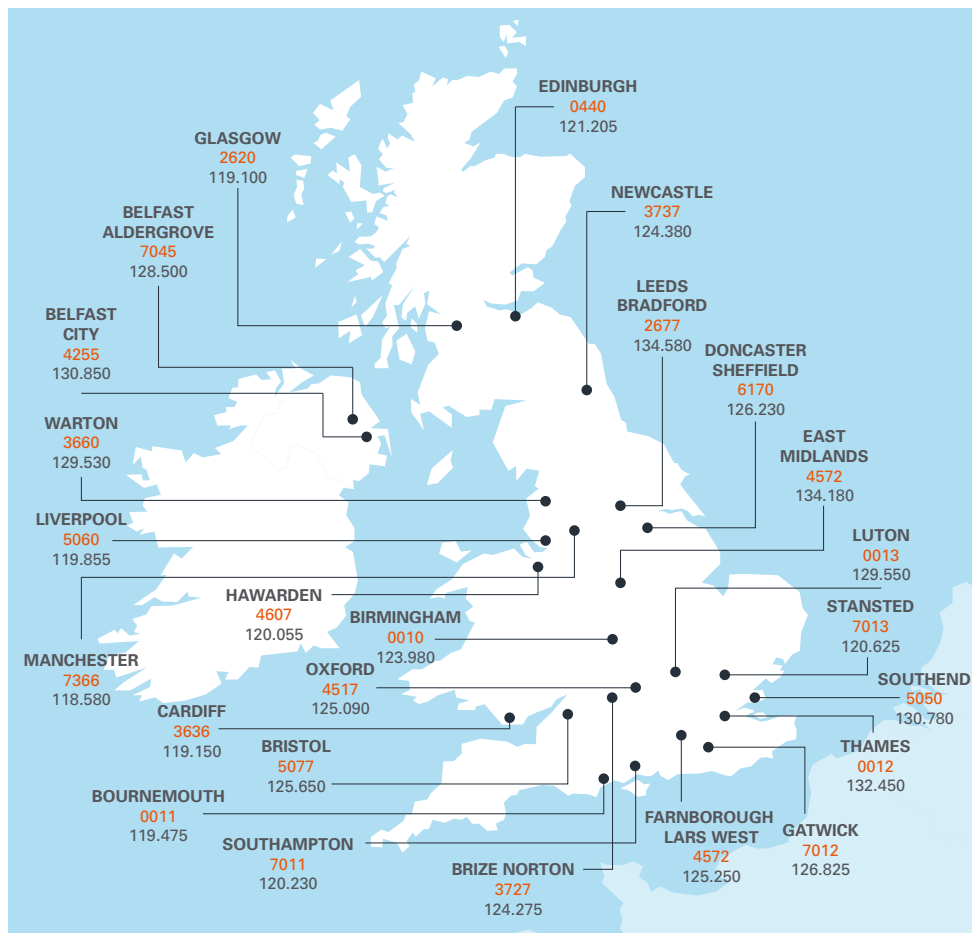 EDINBURGH
0440
121.205
GLASGOW
2620
119.100
NEWCASTLE
3737
124.380
BELFAST
ALDERGROVE
7045
128.500
LEEDS
BRADFORD
2677
134.580
BELFAST
CITY
4255
130.850
DONCASTER
SHEFFIELD
6170
126.230
WARTON
3660
129.530
EAST
MIDLANDS
4572
134.180
LIVERPOOL
5060
119.855
LUTON
0013
129.550
HAWARDEN
4607
120.055
STANSTED
7013
120.625
BIRMINGHAM
0010
123.980
MANCHESTER
7366
118.580
OXFORD
4517
125.090
SOUTHEND
5050
130.780
CARDIFF
3636
119.150
BRISTOL
5077
125.650
THAMES
0012
132.450
BOURNEMOUTH
0011
119.475
FARNBOROUGH
LARS WEST
4572
125.250
GATWICK
7012
126.825
SOUTHAMPTON
7011
120.230
BRIZE NORTON
3727
124.275